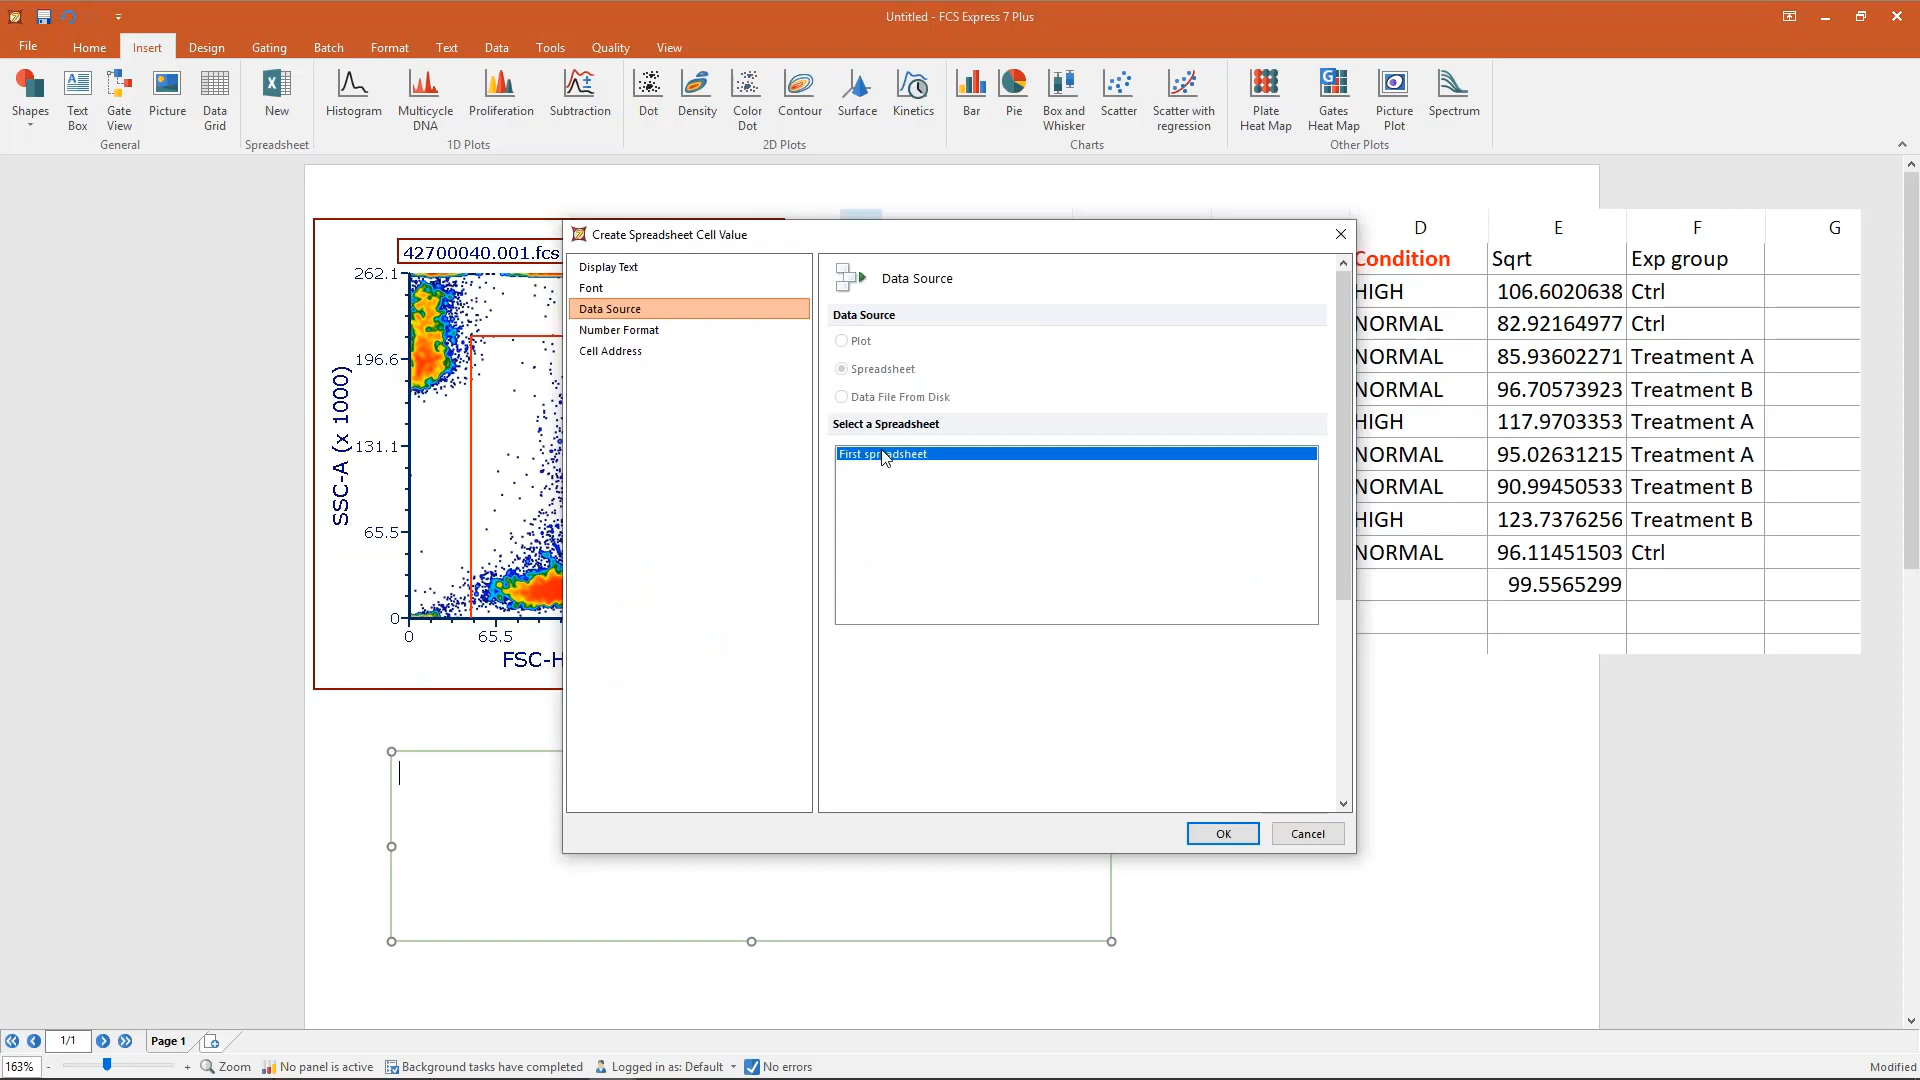 Untitled - FCS Express 7 Plus
File Home Insert Design Gating Batch Format Text Data Tools Quality View
Shapes
Text Box
Gate View
Picture
Data Grid
New
Histogram
Multicycle DNA
Proliferation
Subtraction
Dot
Density
Color Dot
Contour
Surface
Kinetics
Bar
Pie
Box and Whisker
Scatter
Scatter with regression
Plate Heat Map
Gates Heat Map
Picture Plot
Spectrum
General Spreadsheet 1D Plots 2D Plots Charts Other Plots
42700040.001.fcs
262.1
196.6
131.1
65.5
0
SSC-A (x 1000)
0 65.5
FSC-H
Create Spreadsheet Cell Value
Display Text
Font
Data Source
Number Format
Cell Address
Data Source
Data Source
Plot
Spreadsheet
Data File From Disk
Select a Spreadsheet
First spreadsheet
OK Cancel
D E F G
Condition Sqrt Exp group
HIGH 106.6020638 Ctrl
NORMAL 82.92164977 Ctrl
NORMAL 85.93602271 Treatment A
NORMAL 96.70573923 Treatment B
HIGH 117.9703353 Treatment A
NORMAL 95.02631215 Treatment A
NORMAL 90.99450533 Treatment B
HIGH 123.7376256 Treatment B
NORMAL 96.11451503 Ctrl
99.5565299
1/1 Page 1
163% - + Zoom No panel is active Background tasks have completed Logged in as: Default No errors Modified